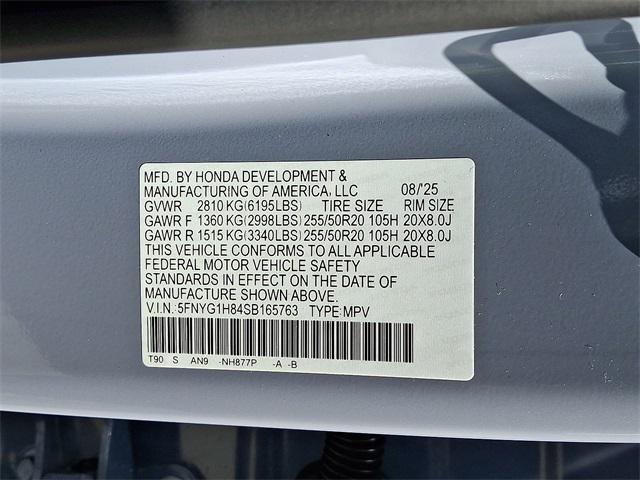 MFD. BY HONDA DEVELOPMENT &
MANUFACTURING OF AMERICA, LLC 08/'25
GVWR 2810 KG(6195LBS) TIRE SIZE RIM SIZE
GAWR F 1360 KG(2998LBS) 255/50R20 105H 20X8.0J
GAWR R 1515 KG(3340LBS) 255/50R20 105H 20X8.0J
THIS VEHICLE CONFORMS TO ALL APPLICABLE
FEDERAL MOTOR VEHICLE SAFETY
STANDARDS IN EFFECT ON THE DATE OF
MANUFACTURE SHOWN ABOVE.
V.I.N.: 5FNYG1H84SB165763 TYPE:MPV
T90 S AN9 -NH877P -A -B